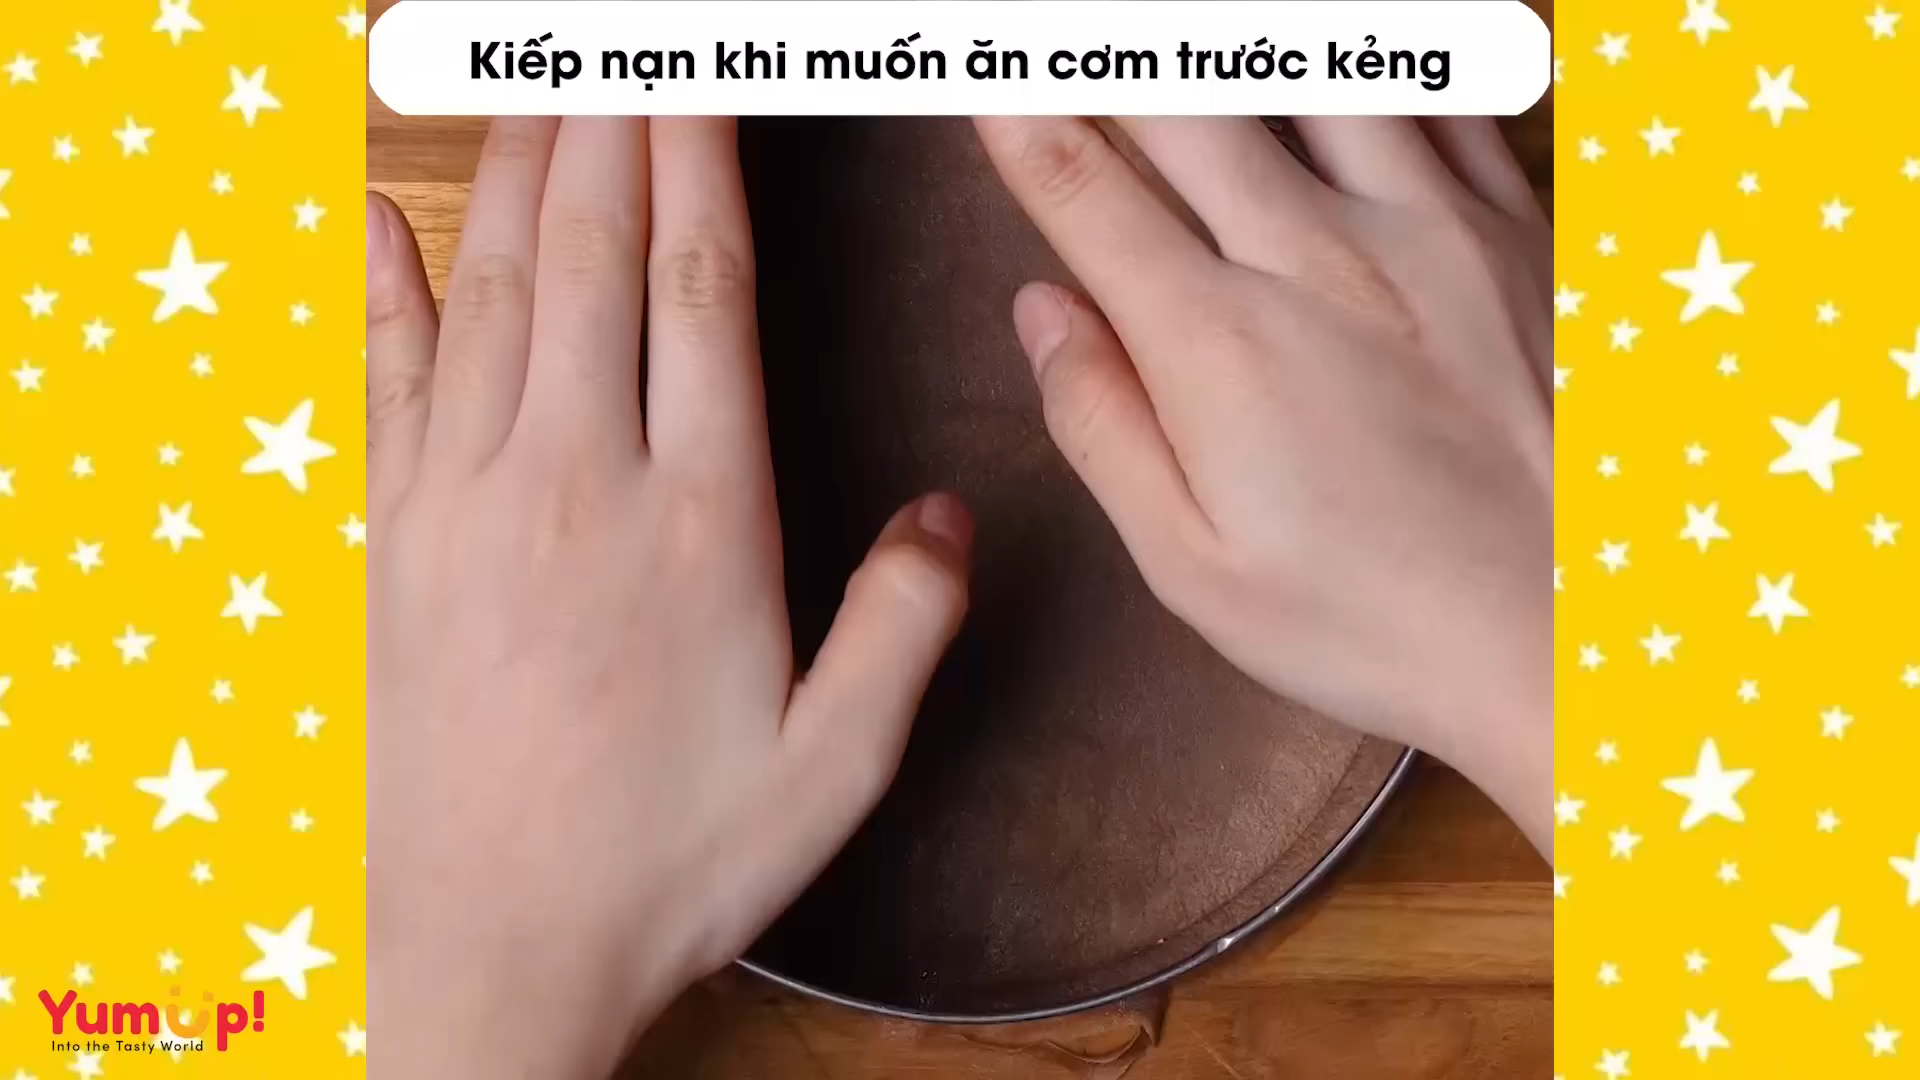 Kiếp nạn khi muốn ăn cơm trước kẻng
YumUp!
Into the Tasty World